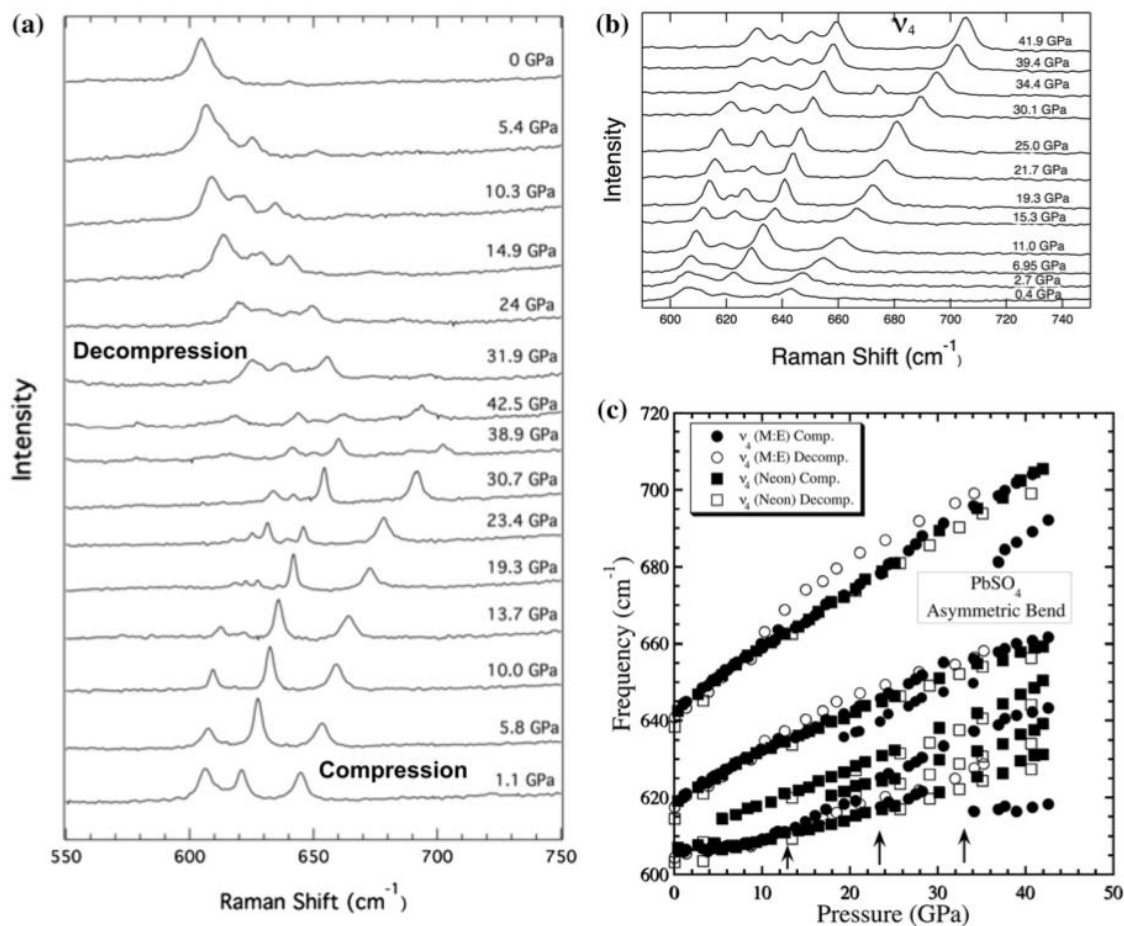 (a)
0 GPa
5.4 GPa
10.3 GPa
14.9 GPa
24 GPa
Decompression
31.9 GPa
42.5 GPa
38.9 GPa
30.7 GPa
23.4 GPa
19.3 GPa
13.7 GPa
10.0 GPa
5.8 GPa
Compression
1.1 GPa
Intensity
550 600 650 700 750
Raman Shift (cm⁻¹)
(b)
ν₄
41.9 GPa
39.4 GPa
34.4 GPa
30.1 GPa
25.0 GPa
21.7 GPa
19.3 GPa
15.3 GPa
11.0 GPa
6.95 GPa
2.7 GPa
0.4 GPa
Intensity
600 620 640 660 680 700 720 740
Raman Shift (cm⁻¹)
(c)
720
700
680
660
640
620
600
Frequency (cm⁻¹)
ν₄ (M:E) Comp.
ν₄ (M:E) Decomp.
ν₄ (Neon) Comp.
ν₄ (Neon) Decomp.
PbSO₄
Asymmetric Bend
0 10 20 30 40 50
Pressure (GPa)